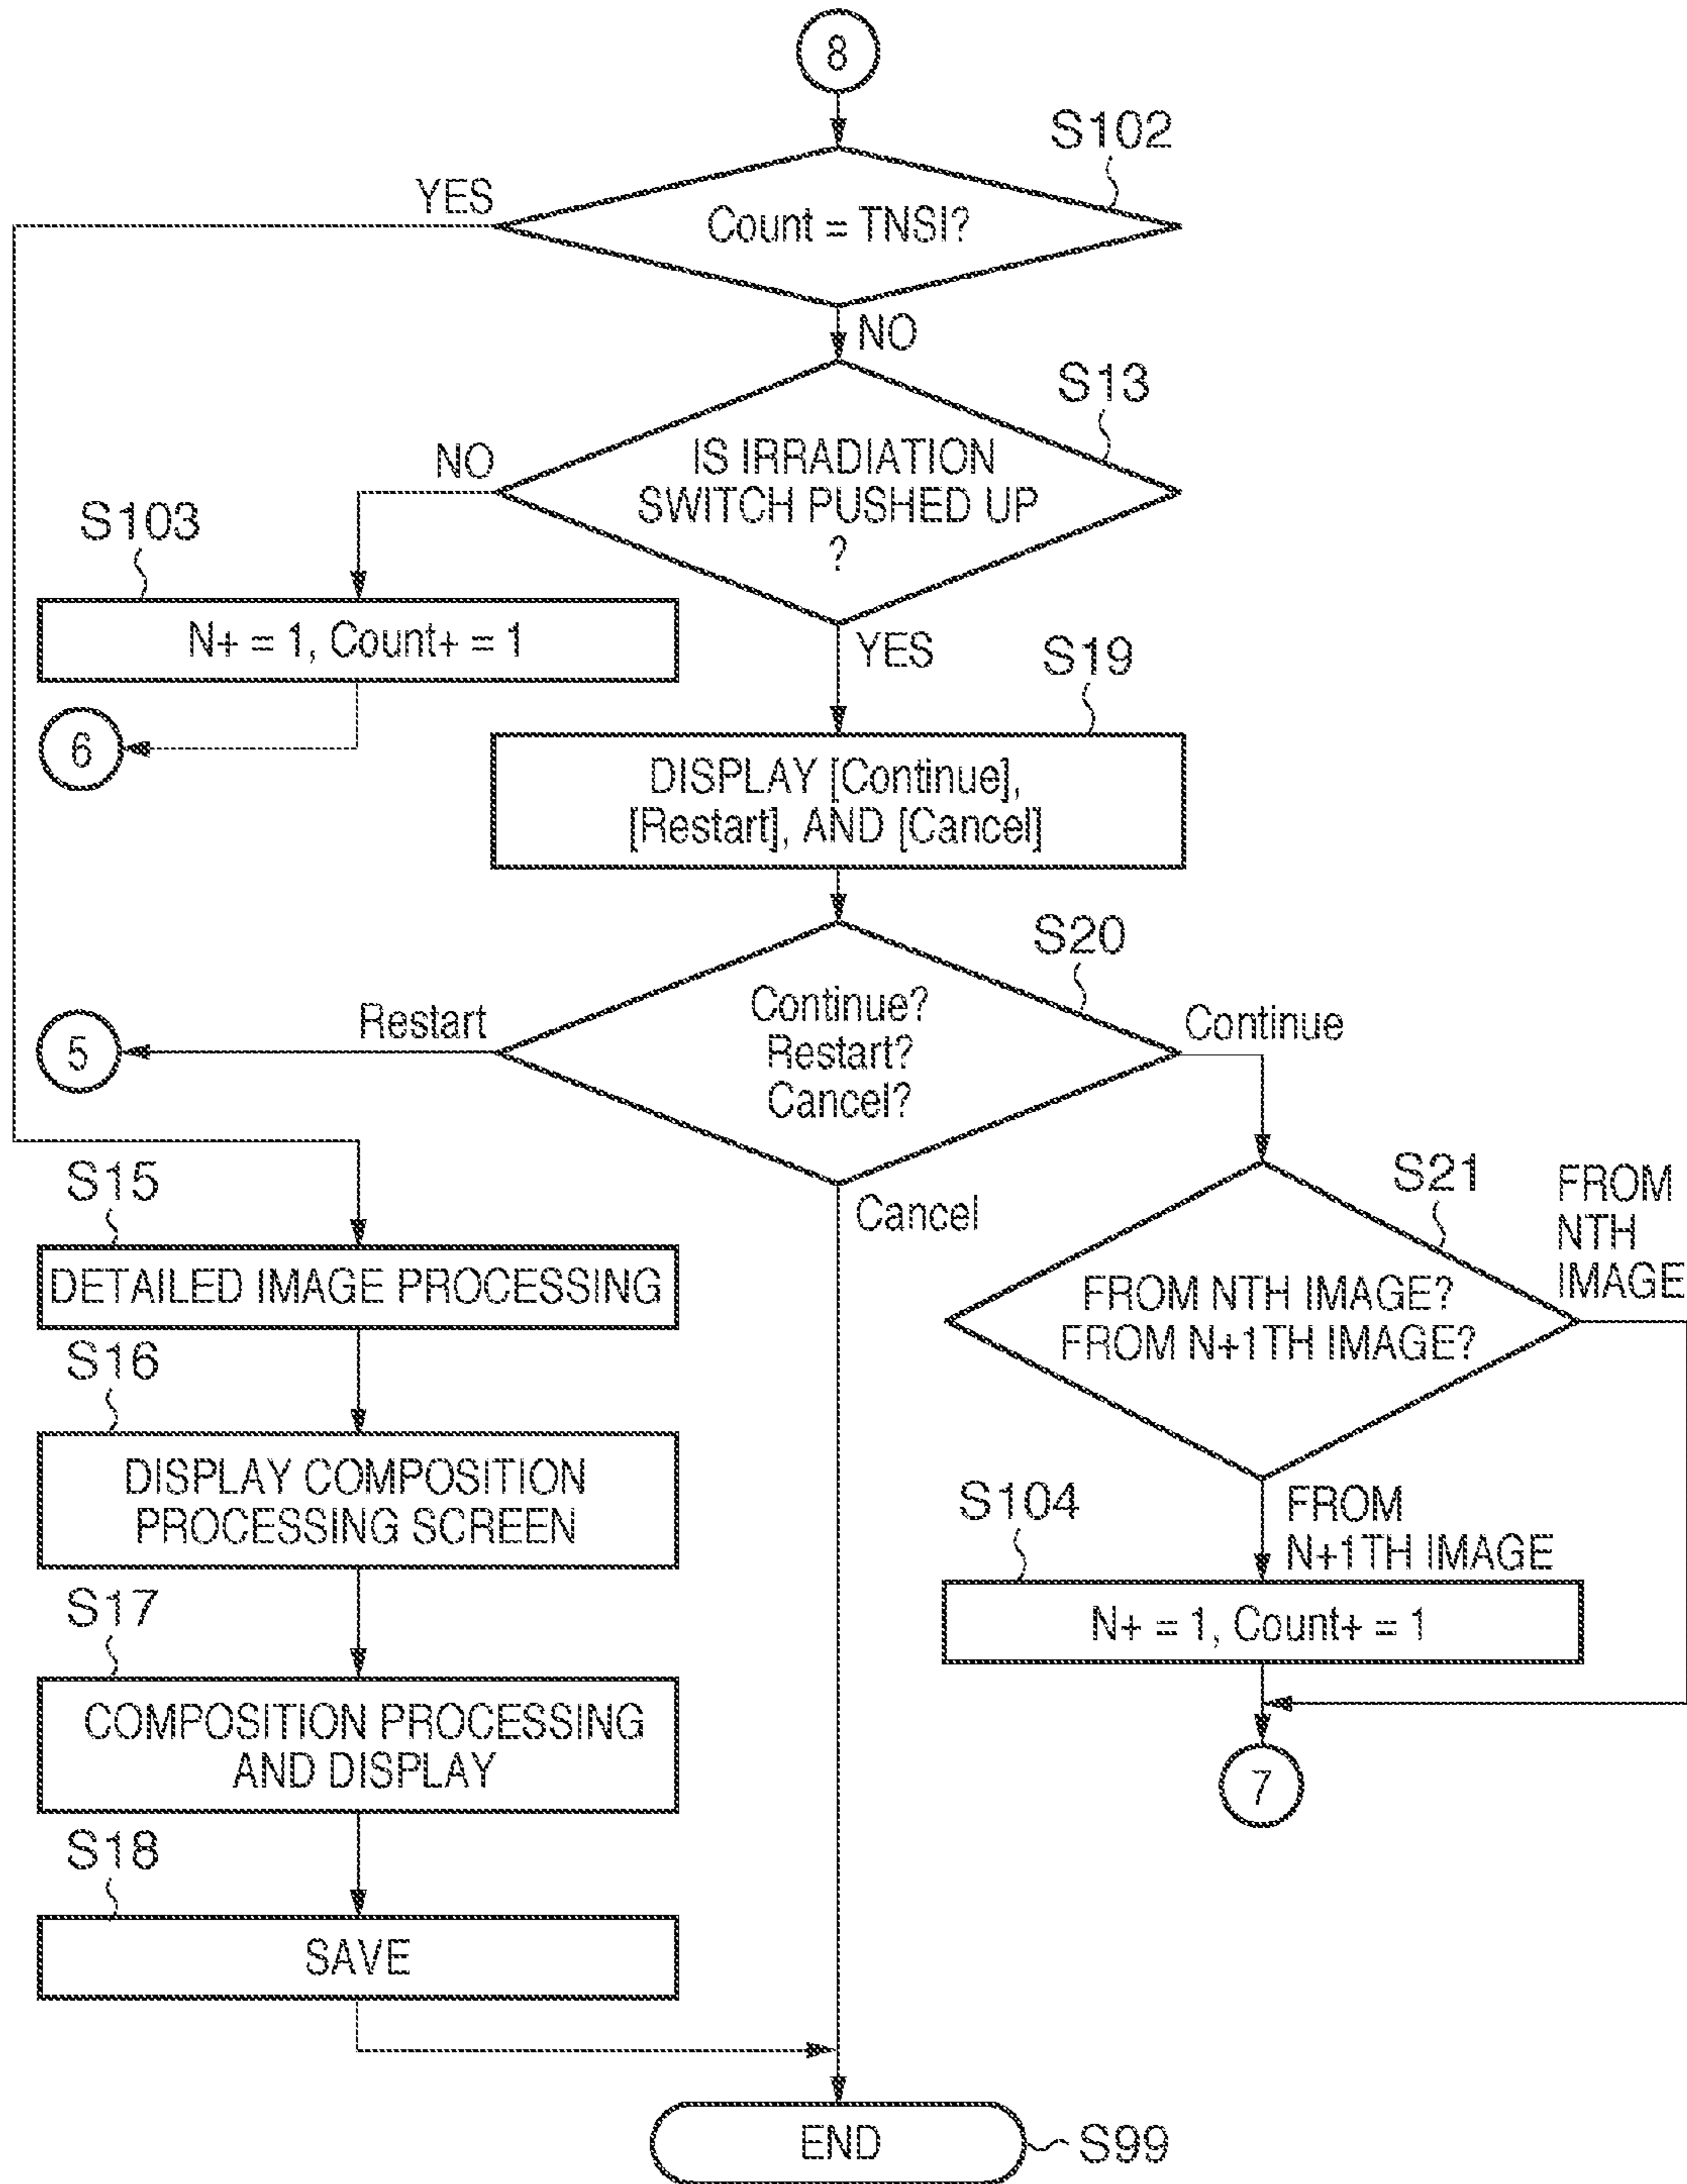 8
S102
YES
Count = TNSI?
NO
S13
NO
IS IRRADIATION
SWITCH PUSHED UP
?
S103
N+ = 1, Count+ = 1
YES
S19
6
DISPLAY [Continue],
[Restart], AND [Cancel]
S20
Restart
Continue?
Restart?
Cancel?
Continue
5
S15
Cancel
S21
FROM
NTH
IMAGE
DETAILED IMAGE PROCESSING
FROM NTH IMAGE?
FROM N+1TH IMAGE?
S16
DISPLAY COMPOSITION
PROCESSING SCREEN
S104
FROM
N+1TH IMAGE
S17
N+ = 1, Count+ = 1
COMPOSITION PROCESSING
AND DISPLAY
7
S18
SAVE
END
S99